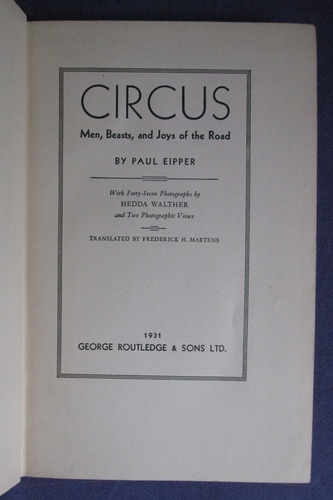 CIRCUS
Men, Beasts, and Joys of the Road
BY PAUL EIPPER
With Forty-Seven Photographs by
HEDDA WALTHER
and Two Photographic Views
TRANSLATED BY FREDERICK H. MARTENS
1931
GEORGE ROUTLEDGE & SONS LTD.